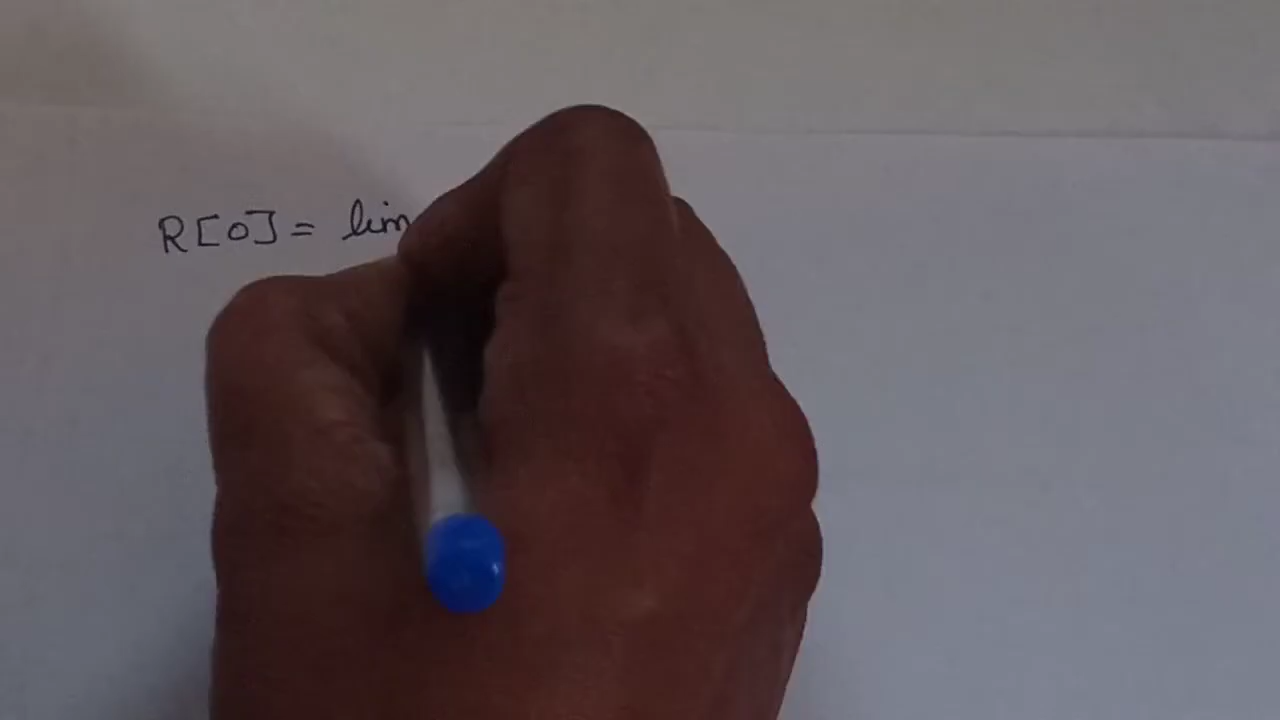 R[0] = lim